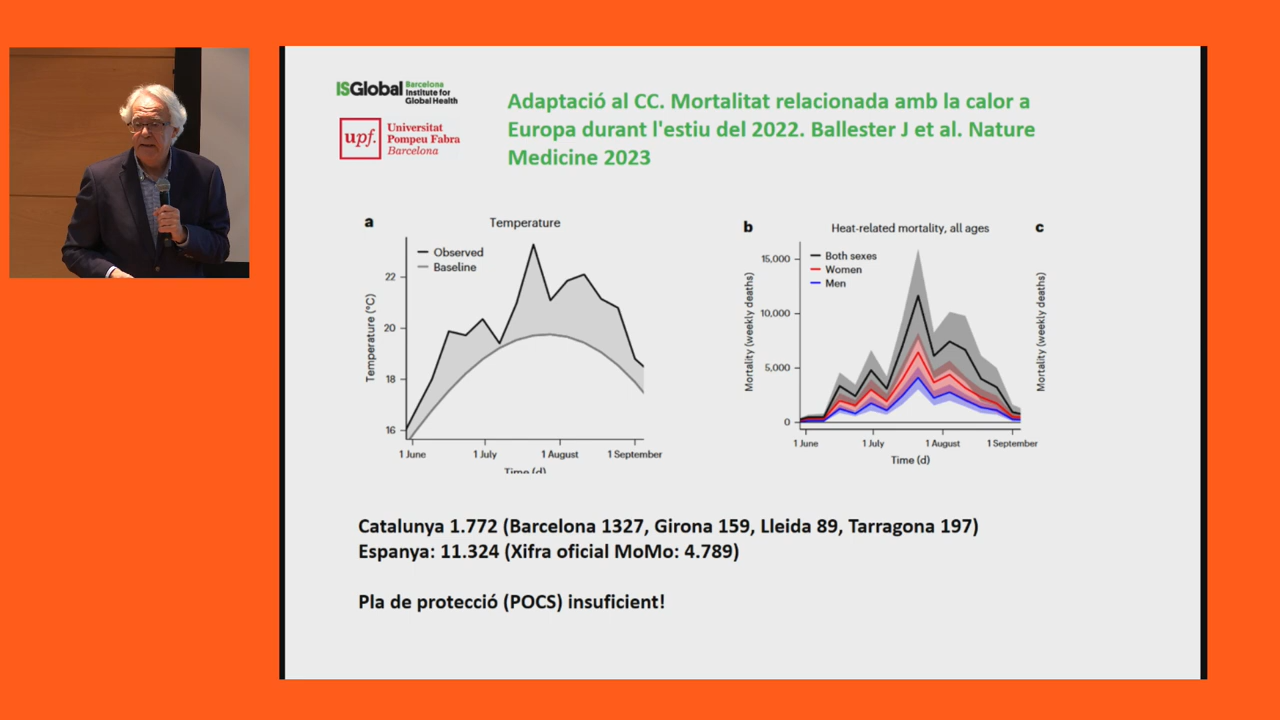 ISGlobal Barcelona
Institute for
Global Health
upf. Universitat
Pompeu Fabra
Barcelona
Adaptació al CC. Mortalitat relacionada amb la calor a
Europa durant l'estiu del 2022. Ballester J et al. Nature
Medicine 2023
a
Temperature
Observed
Baseline
Temperature (°C)
22
20
18
16
1 June 1 July 1 August 1 September
Time (d)
b
Heat-related mortality, all ages
Both sexes
Women
Men
Mortality (weekly deaths)
15,000
10,000
5,000
0
1 June 1 July 1 August 1 September
Time (d)
c
Mortality (weekly deaths)
Catalunya 1.772 (Barcelona 1327, Girona 159, Lleida 89, Tarragona 197)
Espanya: 11.324 (Xifra oficial MoMo: 4.789)
Pla de protecció (POCS) insuficient!